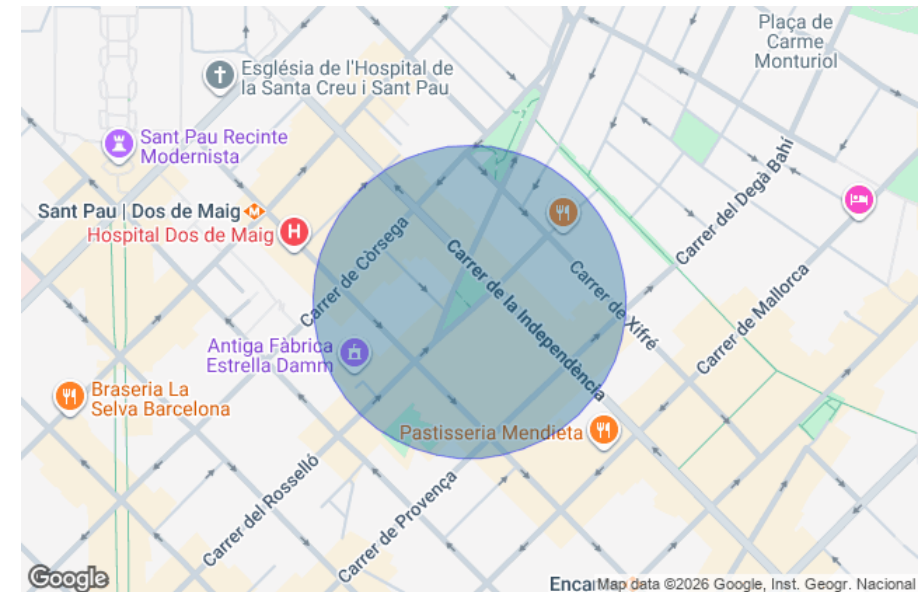 Plaça de
Carme
Monturiol
Església de l'Hospital de
la Santa Creu i Sant Pau
Sant Pau Recinte
Modernista
Sant Pau | Dos de Maig
Hospital Dos de Maig
H
Carrer de Còrsega
Carrer de la Independència
Carrer de Xifré
Carrer del Degà Bahí
Carrer de Mallorca
Antiga Fàbrica
Estrella Damm
Braseria La
Selva Barcelona
Pastisseria Mendieta
Carrer del Rosselló
Carrer de Provença
Google
Map data ©2026 Google, Inst. Geogr. Nacional